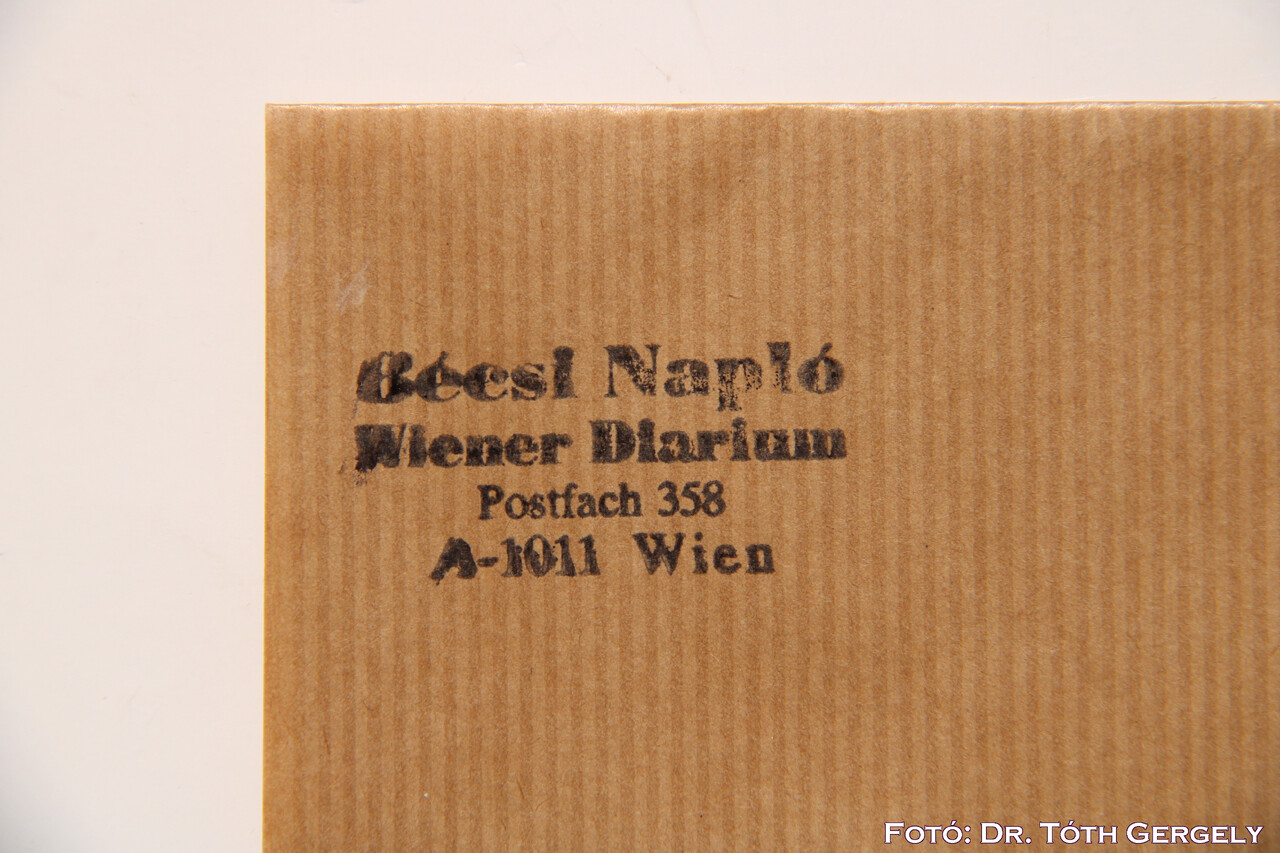 Bécsi Napló
Wiener Diarium
Postfach 358
A-1011 Wien
Fotó: Dr. Tóth Gergely